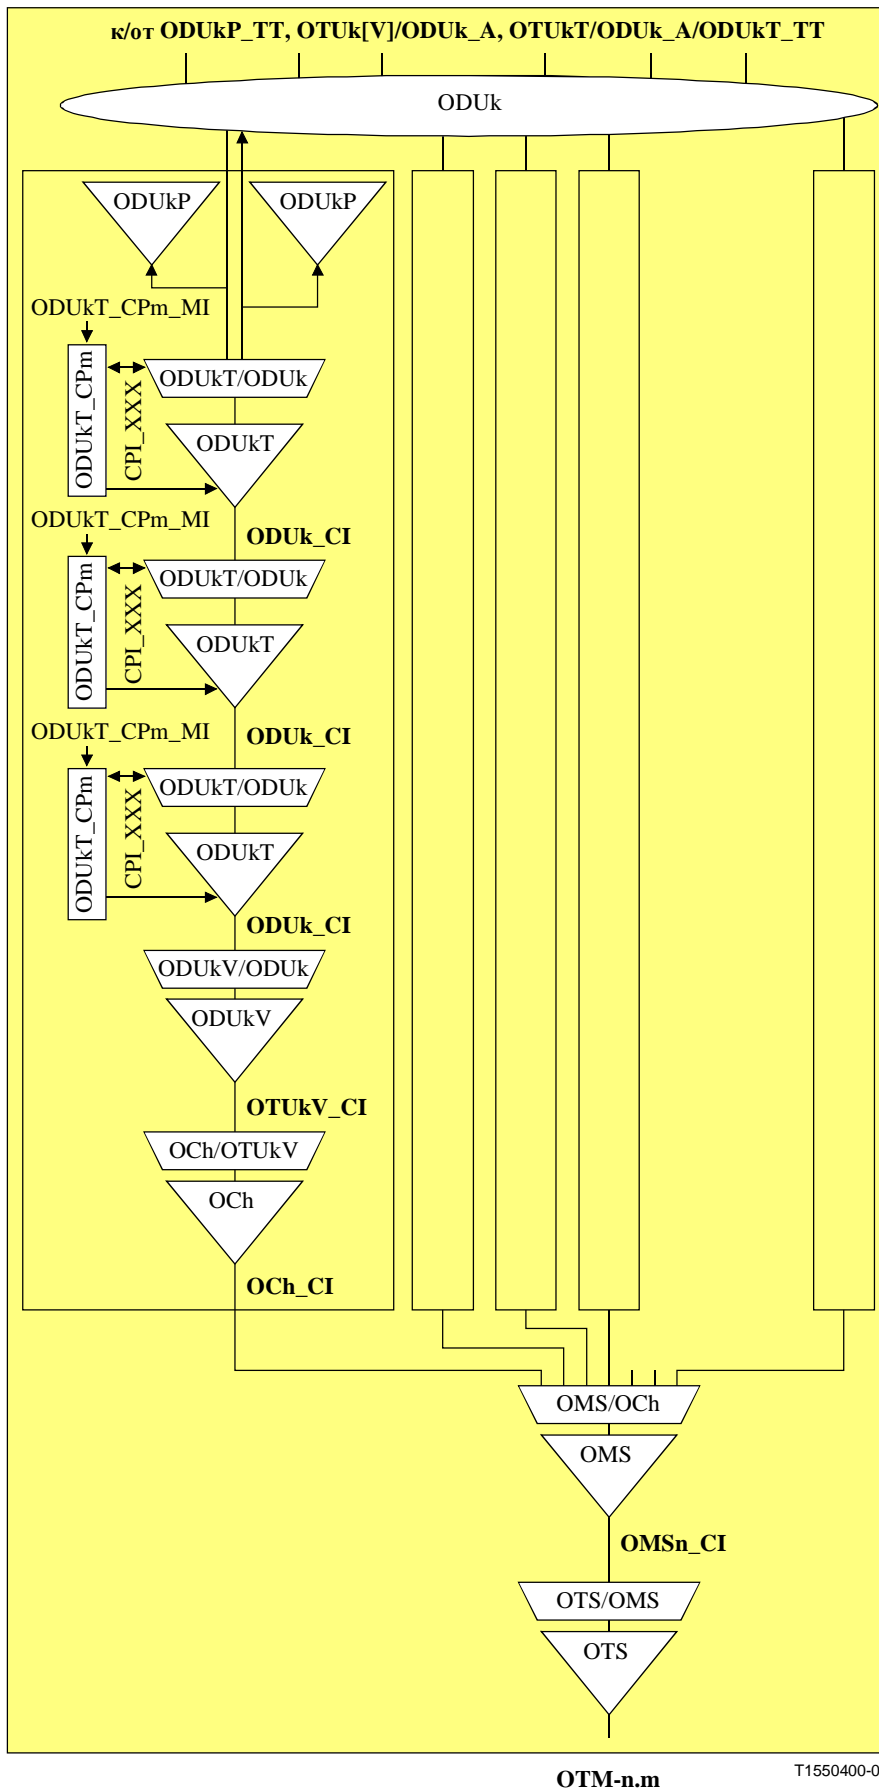 к/от ODUkP_TT, OTUk[V]/ODUk_A, OTUkT/ODUk_A/ODUkT_TT
ODUk
ODUkP
ODUkP
ODUkT_CPm_MI
ODUkT_CPm
CPI_XXX
ODUkT/ODUk
ODUkT
ODUk_CI
ODUkT_CPm_MI
ODUkT_CPm
CPI_XXX
ODUkT/ODUk
ODUkT
ODUk_CI
ODUkT_CPm_MI
ODUkT_CPm
CPI_XXX
ODUkT/ODUk
ODUkT
ODUk_CI
ODUkV/ODUk
ODUkV
OTUkV_CI
OCh/OTUkV
OCh
OCh_CI
OMS/OCh
OMS
OMSn_CI
OTS/OMS
OTS
OTM-n.m
T1550400-0